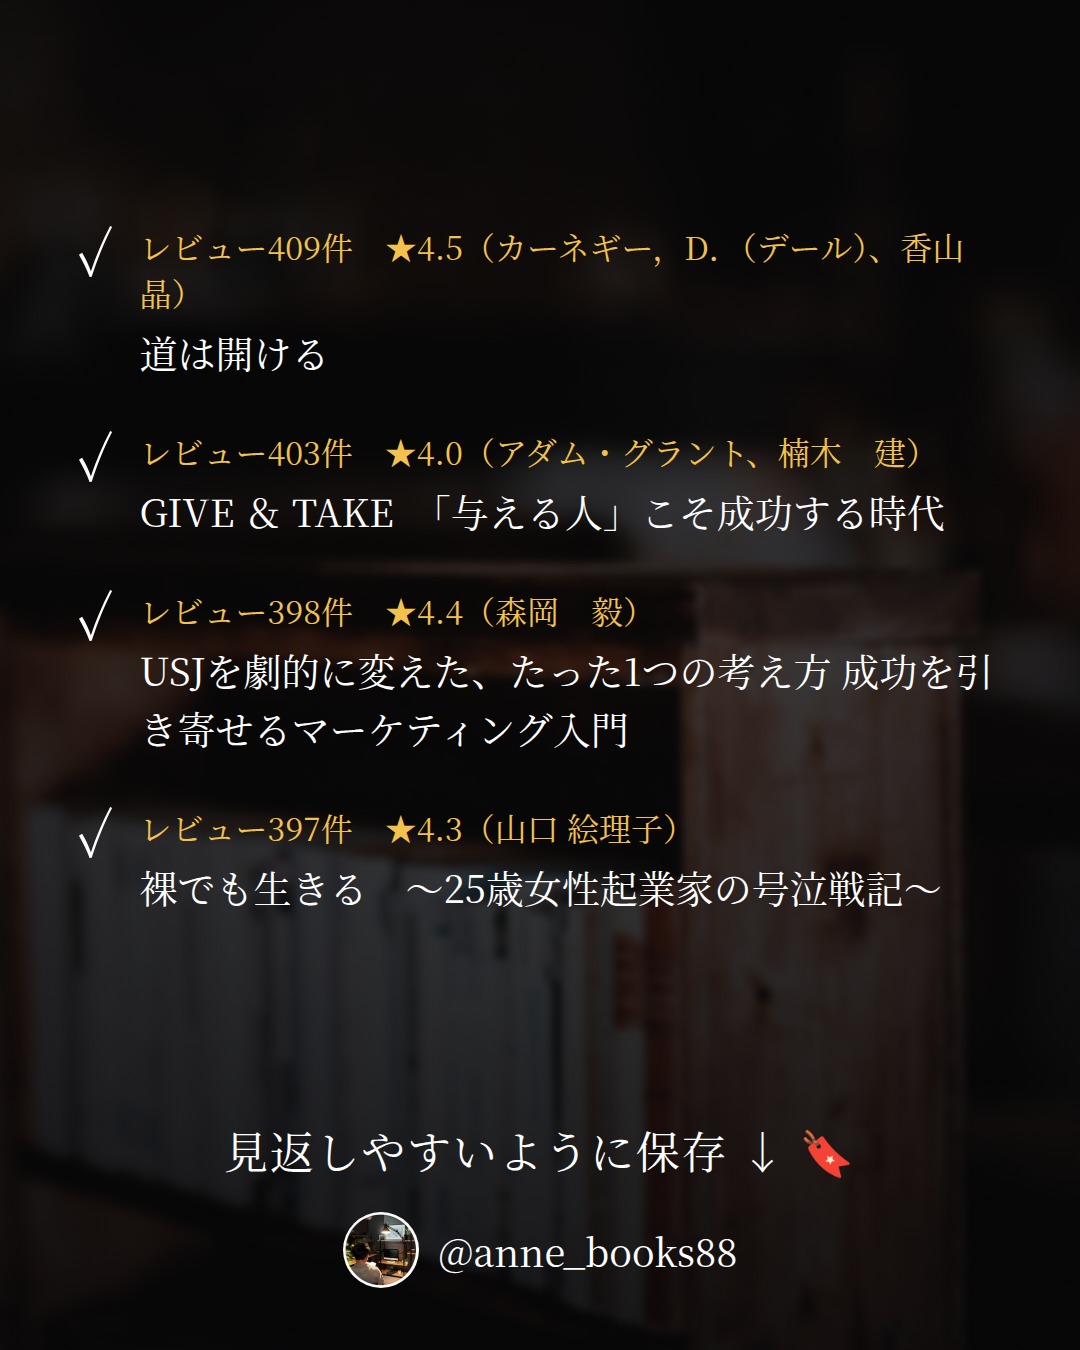 レビュー409件　★4.5（カーネギー，D．（デール）、香山
晶）
道は開ける
レビュー403件　★4.0（アダム・グラント、楠木　建）
GIVE ＆ TAKE　「与える人」こそ成功する時代
レビュー398件　★4.4（森岡　毅）
USJを劇的に変えた、たった1つの考え方 成功を引
き寄せるマーケティング入門
レビュー397件　★4.3（山口 絵理子）
裸でも生きる　～25歳女性起業家の号泣戦記～
見返しやすいように保存 ↓ 🔖
@anne_books88